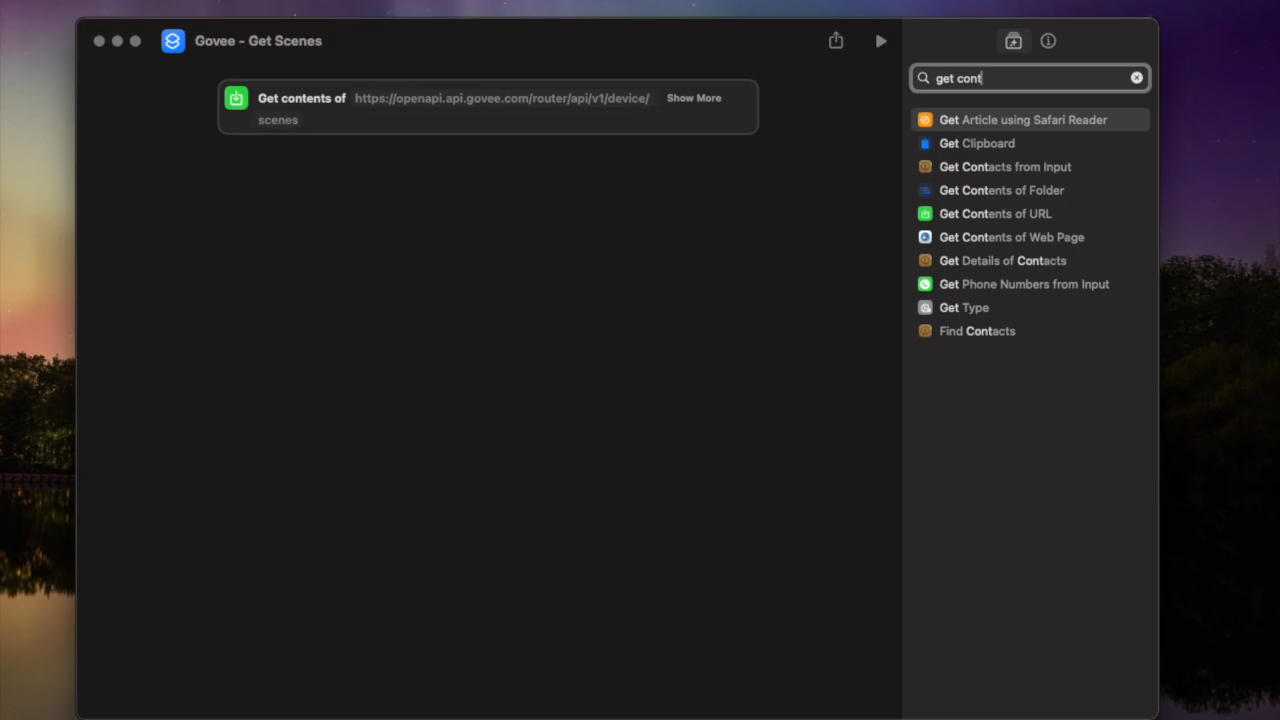 Govee - Get Scenes
Get contents of https://openapi.api.govee.com/router/api/v1/device/ Show More
scenes
get cont
Get Article using Safari Reader
Get Clipboard
Get Contacts from Input
Get Contents of Folder
Get Contents of URL
Get Contents of Web Page
Get Details of Contacts
Get Phone Numbers from Input
Get Type
Find Contacts